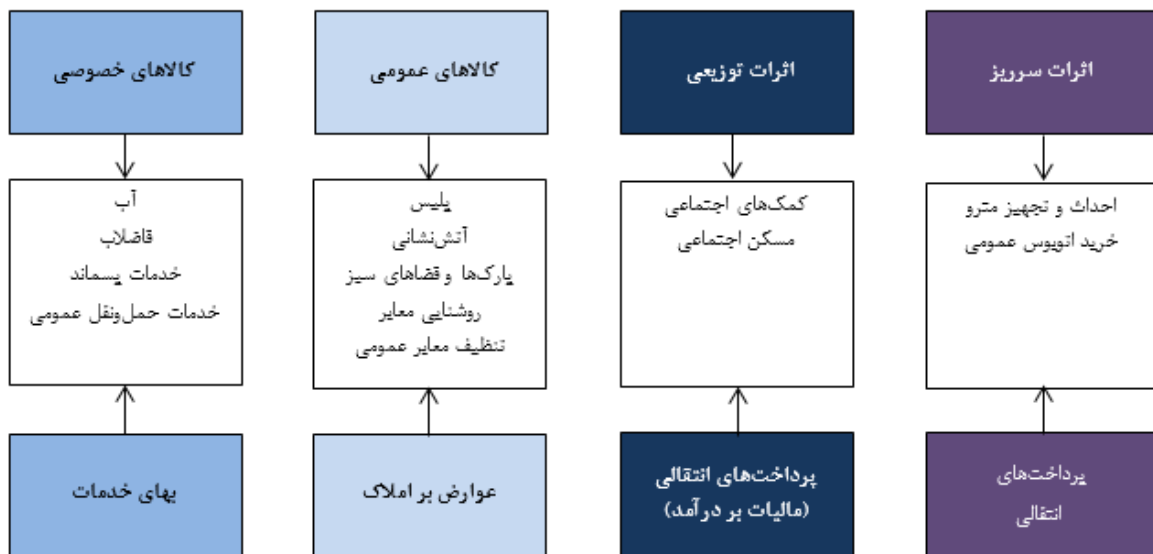 اثرات سرریز
اثرات توزیعی
کالاهای عمومی
کالاهای خصوصی
احداث و تجهیز مترو
خرید اتوبوس عمومی
کمک‌های اجتماعی
مسکن اجتماعی
پلیس
آتش‌نشانی
پارک‌ها و فضاهای سبز
روشنایی معابر
تنظیف معابر عمومی
آب
فاضلاب
خدمات پسماند
خدمات حمل‌ونقل عمومی
پرداخت‌های
انتقالی
پرداخت‌های انتقالی
(مالیات بر درآمد)
عوارض بر املاک
بهای خدمات